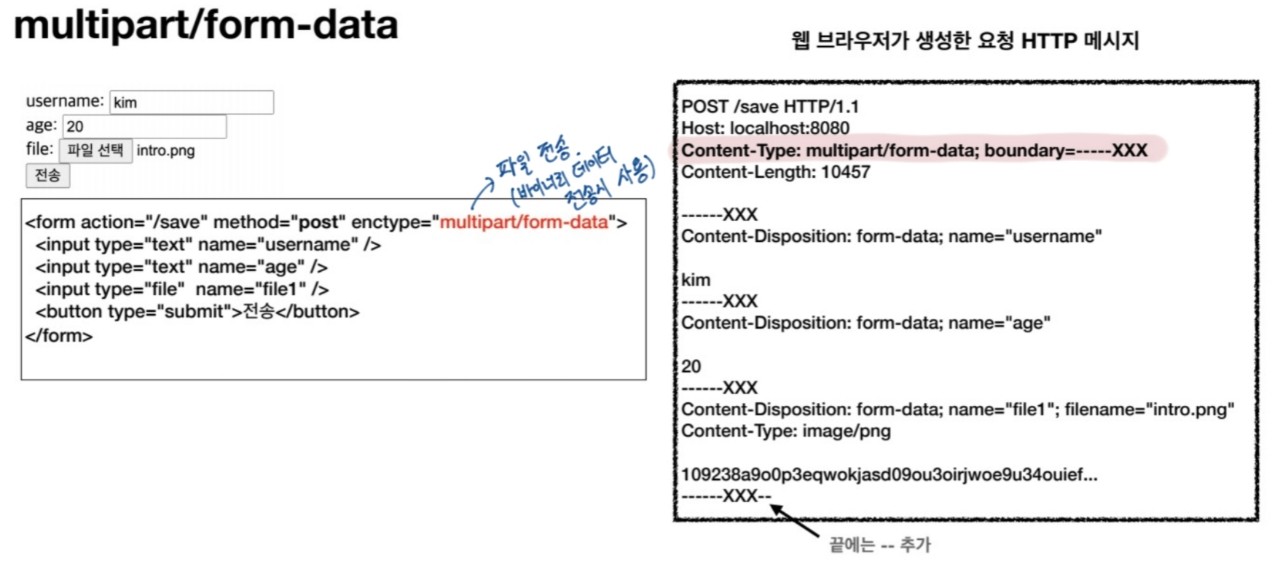 multipart/form-data
username: kim
age: 20
file: 파일 선택 intro.png
전송
파일 전송.
(바이너리 데이터
전송시 사용)
<form action="/save" method="post" enctype="multipart/form-data">
<input type="text" name="username" />
<input type="text" name="age" />
<input type="file" name="file1" />
<button type="submit">전송</button>
</form>
웹 브라우저가 생성한 요청 HTTP 메시지
POST /save HTTP/1.1
Host: localhost:8080
Content-Type: multipart/form-data; boundary=-----XXX
Content-Length: 10457
------XXX
Content-Disposition: form-data; name="username"
kim
------XXX
Content-Disposition: form-data; name="age"
20
------XXX
Content-Disposition: form-data; name="file1"; filename="intro.png"
Content-Type: image/png
109238a9o0p3eqwokjasd09ou3oirjwoe9u34ouief...
------XXX--
끝에는 -- 추가